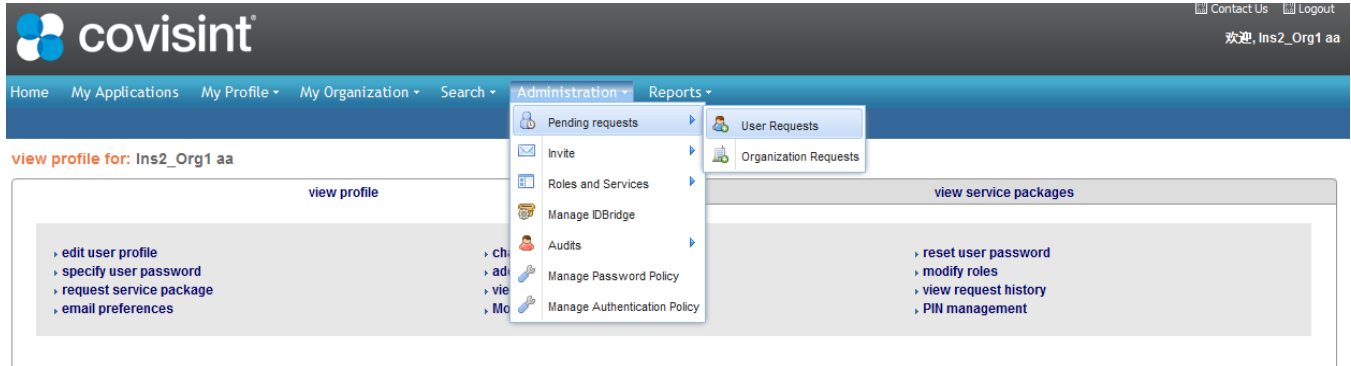 Contact Us Logout
covisint
欢迎, Ins2_Org1 aa
Home My Applications My Profile My Organization Search Administration Reports
Pending requests
User Requests
Invite
Organization Requests
Roles and Services
Manage IDBridge
Audits
Manage Password Policy
Manage Authentication Policy
view profile for: Ins2_Org1 aa
view profile
view service packages
edit user profile
specify user password
request service package
email preferences
reset user password
modify roles
view request history
PIN management